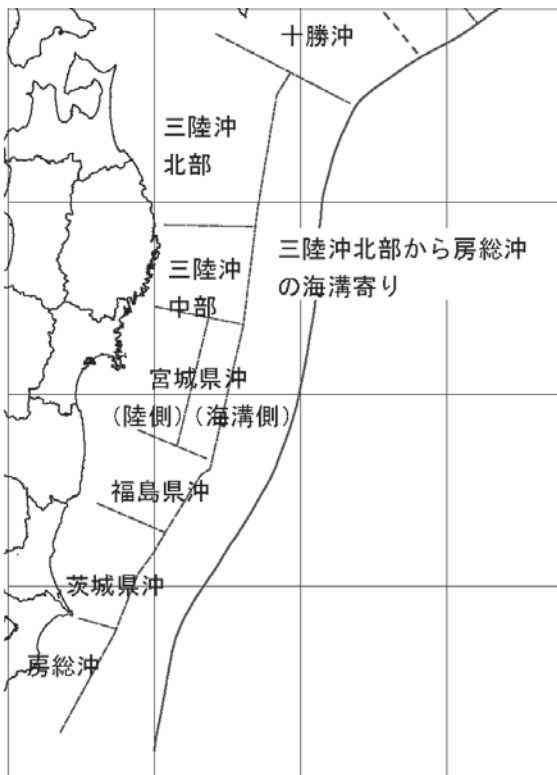 十勝沖
三陸沖
北部
三陸沖北部から房総沖
の海溝寄り
三陸沖
中部
宮城県沖
（陸側）（海溝側）
福島県沖
茨城県沖
房総沖